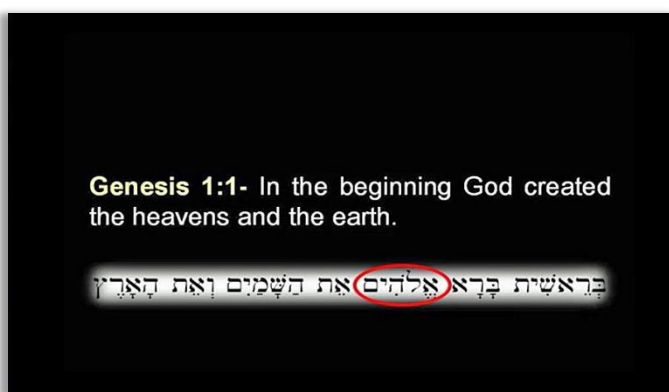 Genesis 1:1- In the beginning God created
the heavens and the earth.
בְּרֵאשִׁית בָּרָא אֱלֹהִים אֵת הַשָּׁמַיִם וְאֵת הָאָרֶץ